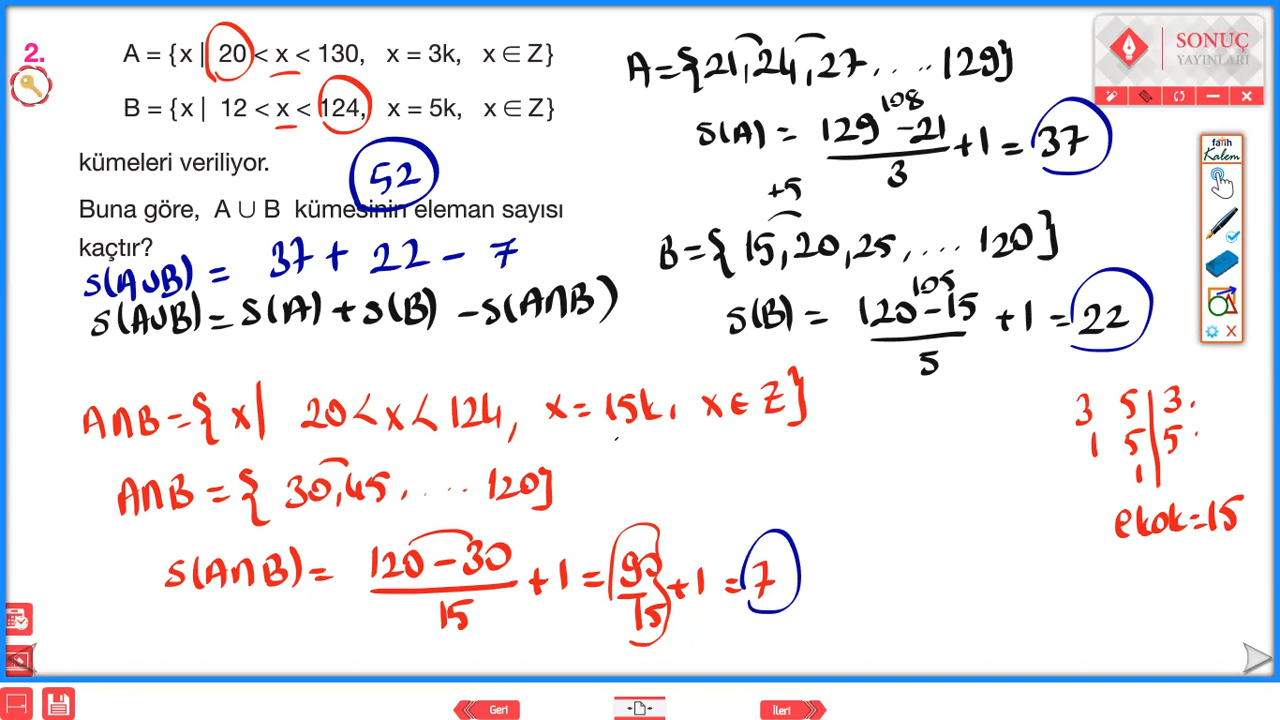 2.
A = {x | 20 < x < 130, x = 3k, x ∈ Z}
B = {x | 12 < x < 124, x = 5k, x ∈ Z}
kümeleri veriliyor.
52
Buna göre, A ∪ B kümesinin eleman sayısı
kaçtır?
s(A∪B) = 37 + 22 - 7
s(A∪B) = s(A) + s(B) - s(A∩B)
A = {21, 24, 27, .... 129}
108
s(A) = 129 - 21 / 3 + 1 = 37
+5
B = {15, 20, 25, .... 120}
105
s(B) = 120 - 15 / 5 + 1 = 22
A∩B = {x | 20 < x < 124, x = 15k, x ∈ Z}
A∩B = {30, 45, .... 120}
s(A∩B) = 120 - 30 / 15 + 1 = 90 / 15 + 1 = 7
3 5 | 3.
1 5 | 5.
1 |
ekok = 15
SONUÇ
YAYINLARI
fatih
Kalem
Geri
İleri